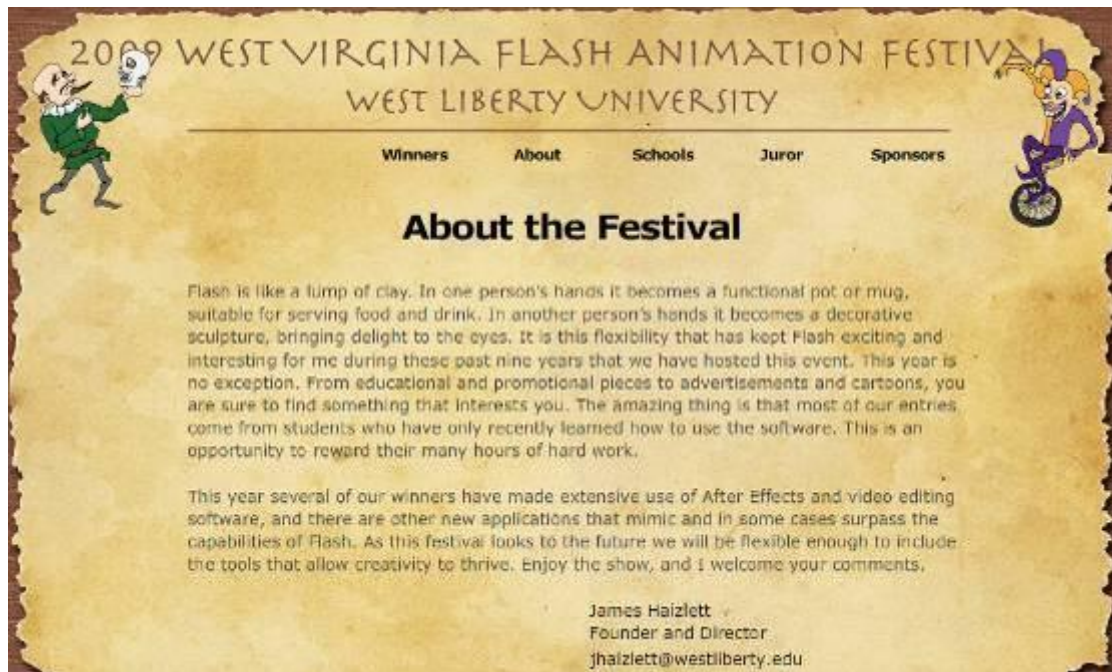 2009 WEST VIRGINIA FLASH ANIMATION FESTIVAL
WEST LIBERTY UNIVERSITY
Winners About Schools Juror Sponsors
About the Festival
Flash is like a lump of clay. In one person's hands it becomes a functional pot or mug,
suitable for serving food and drink. In another person's hands it becomes a decorative
sculpture, bringing delight to the eyes. It is this flexibility that has kept Flash exciting and
interesting for me during these past nine years that we have hosted this event. This year is
no exception. From educational and promotional pieces to advertisements and cartoons, you
are sure to find something that interests you. The amazing thing is that most of our entries
come from students who have only recently learned how to use the software. This is an
opportunity to reward their many hours of hard work.
This year several of our winners have made extensive use of After Effects and video editing
software, and there are other new applications that mimic and in some cases surpass the
capabilities of Flash. As this festival looks to the future we will be flexible enough to include
the tools that allow creativity to thrive. Enjoy the show, and I welcome your comments.
James Haizlett
Founder and Director
jhaizlett@westliberty.edu